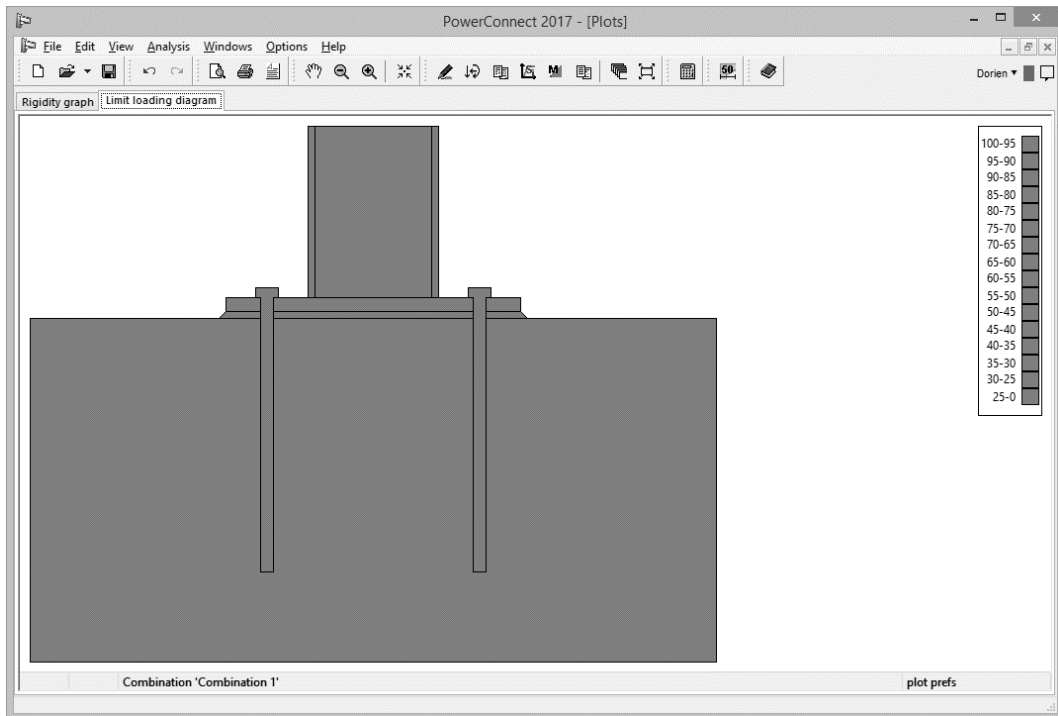 PowerConnect 2017 - [Plots]
File Edit View Analysis Windows Options Help
50-
Dorien
Rigidity graph
Limit loading diagram
100-95
95-90
90-85
85-80
80-75
75-70
70-65
65-60
60-55
55-50
50-45
45-40
40-35
35-30
30-25
25-0
Combination 'Combination 1'
plot prefs